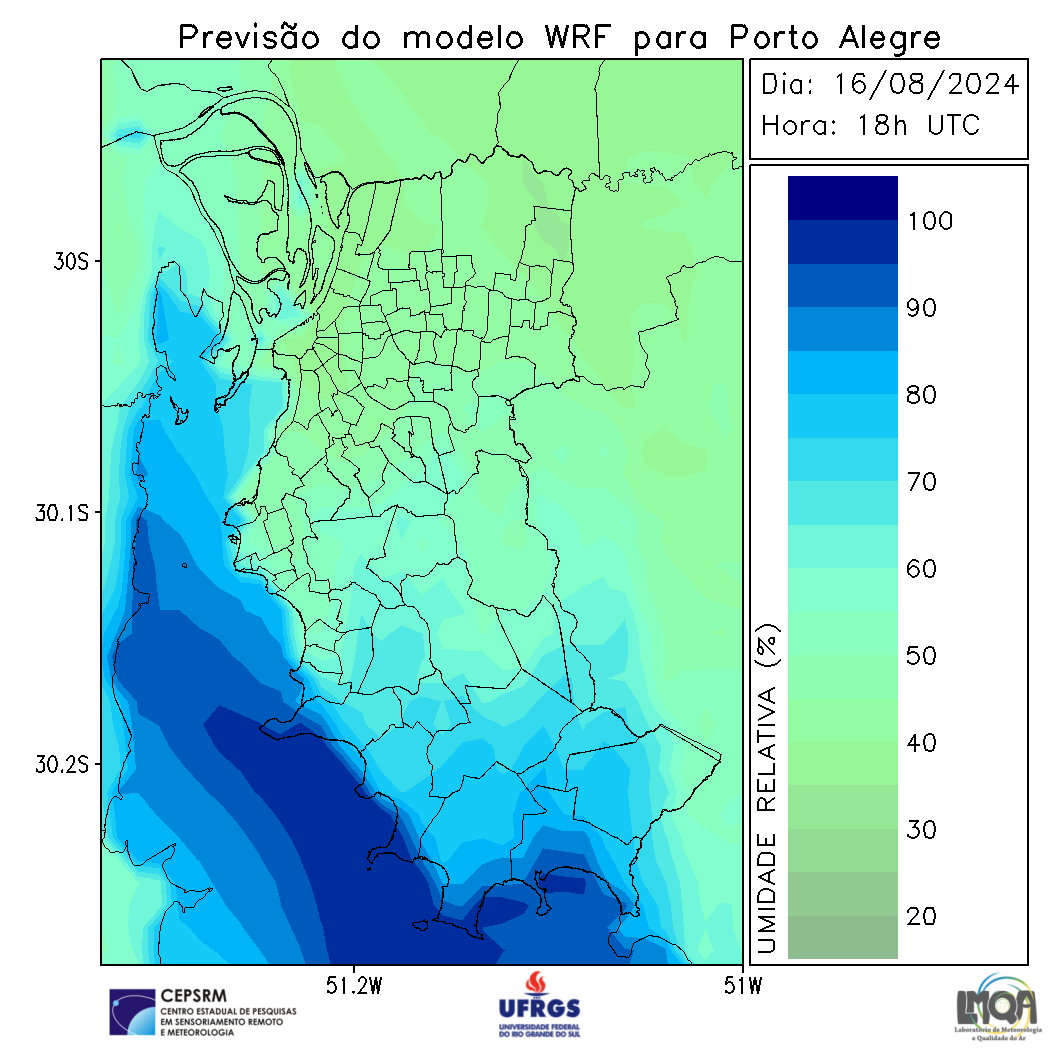 Previsão do modelo WRF para Porto Alegre
Dia: 16/08/2024
Hora: 18h UTC
30S
30.1S
30.2S
51.2W
51W
UMIDADE RELATIVA (%)
100
90
80
70
60
50
40
30
20
CEPSRM
CENTRO ESTADUAL DE PESQUISAS
EM SENSORIAMENTO REMOTO
E METEOROLOGIA
UFRGS
UNIVERSIDADE FEDERAL
DO RIO GRANDE DO SUL
LMQA
Laboratório de Meteorologia
e Qualidade do Ar